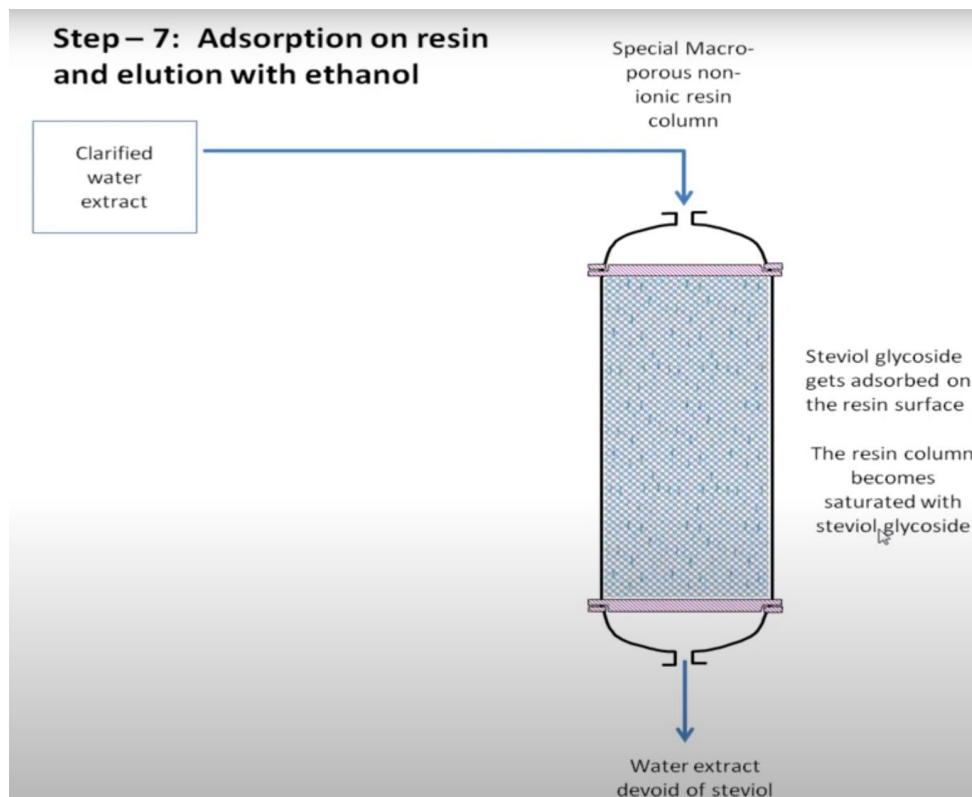 Step – 7:  Adsorption on resin
and elution with ethanol
Special Macro-
porous non-
ionic resin
column
Clarified
water
extract
Steviol glycoside
gets adsorbed on
the resin surface
The resin column
becomes
saturated with
steviol glycoside
Water extract
devoid of steviol